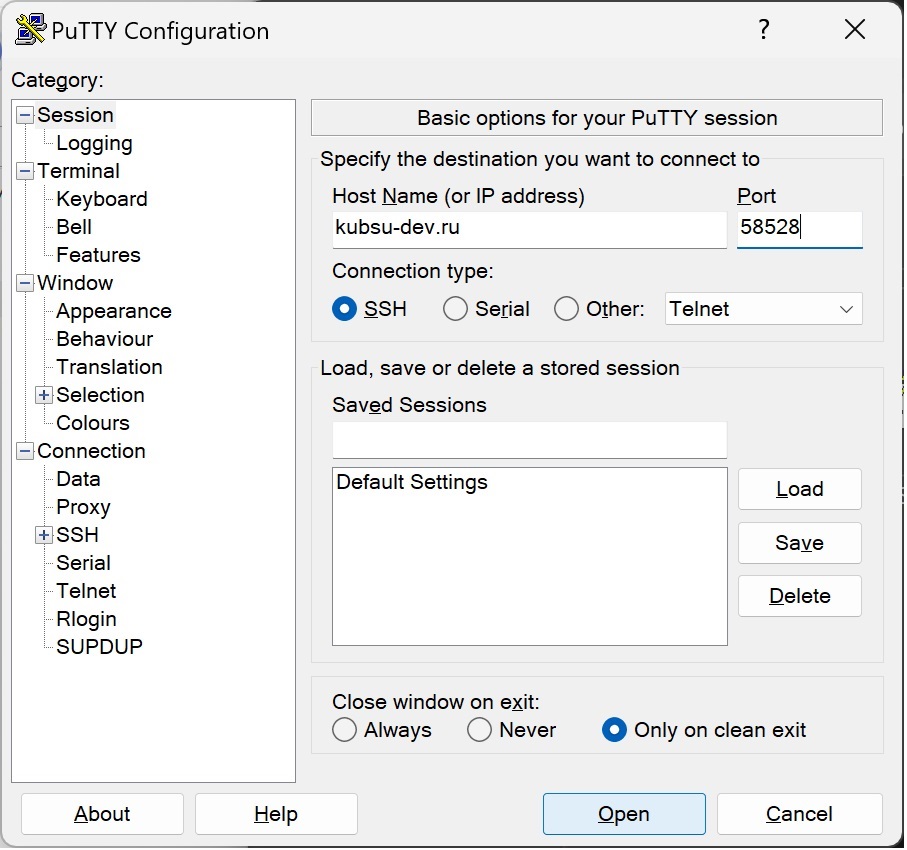 PuTTY Configuration
?
Category:
Session
Logging
Terminal
Keyboard
Bell
Features
Window
Appearance
Behaviour
Translation
Selection
Colours
Connection
Data
Proxy
SSH
Serial
Telnet
Rlogin
SUPDUP
Basic options for your PuTTY session
Specify the destination you want to connect to
Host Name (or IP address) Port
kubsu-dev.ru 58528
Connection type:
SSH Serial Other: Telnet
Load, save or delete a stored session
Saved Sessions
Default Settings
Load
Save
Delete
Close window on exit:
Always Never Only on clean exit
About Help Open Cancel